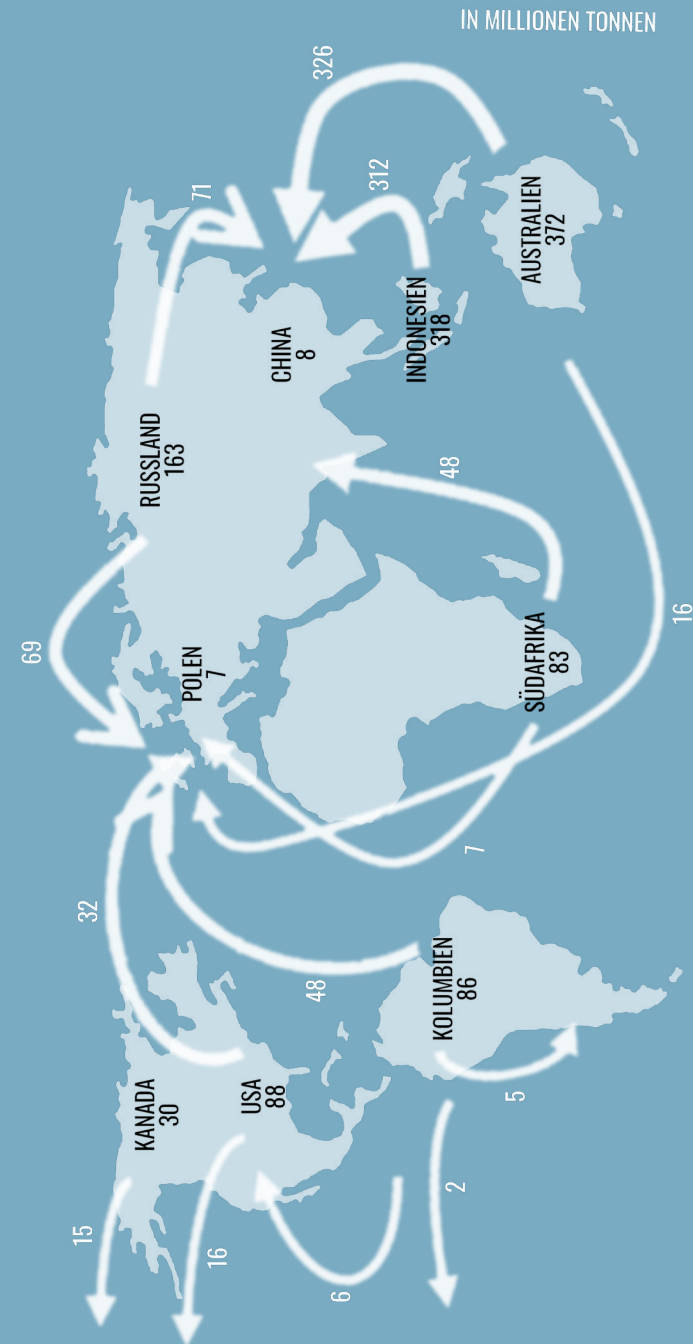 IN MILLIONEN TONNEN
KANADA
30
USA
88
KOLUMBIEN
86
POLEN
7
SÜDAFRIKA
83
RUSSLAND
163
CHINA
8
INDONESIEN
318
AUSTRALIEN
372
15
16
6
2
5
48
32
69
7
16
48
71
312
326